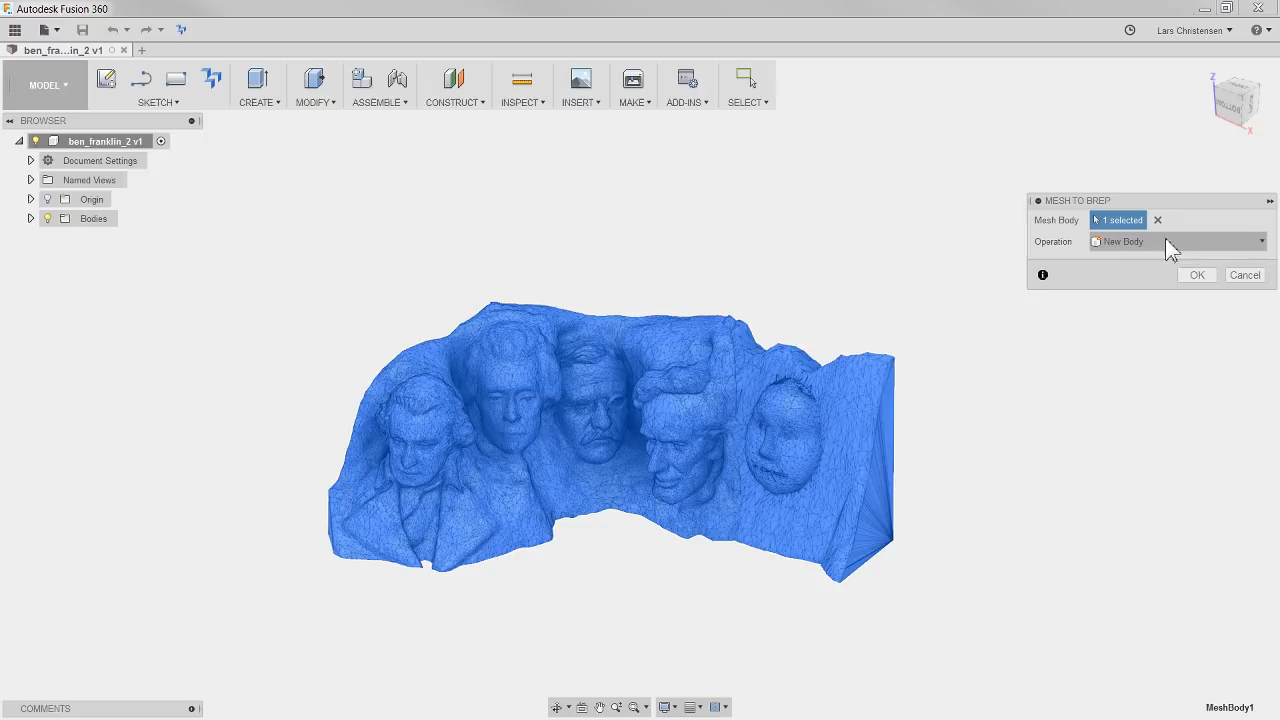 Autodesk Fusion 360
Lars Christensen
ben_fra...in_2 v1
MODEL
SKETCH
CREATE
MODIFY
ASSEMBLE
CONSTRUCT
INSPECT
INSERT
MAKE
ADD-INS
SELECT
BROWSER
ben_franklin_2 v1
Document Settings
Named Views
Origin
Bodies
Z
BOTTOM
X
MESH TO BREP
Mesh Body 1 selected
Operation New Body
OK Cancel
COMMENTS
MeshBody1